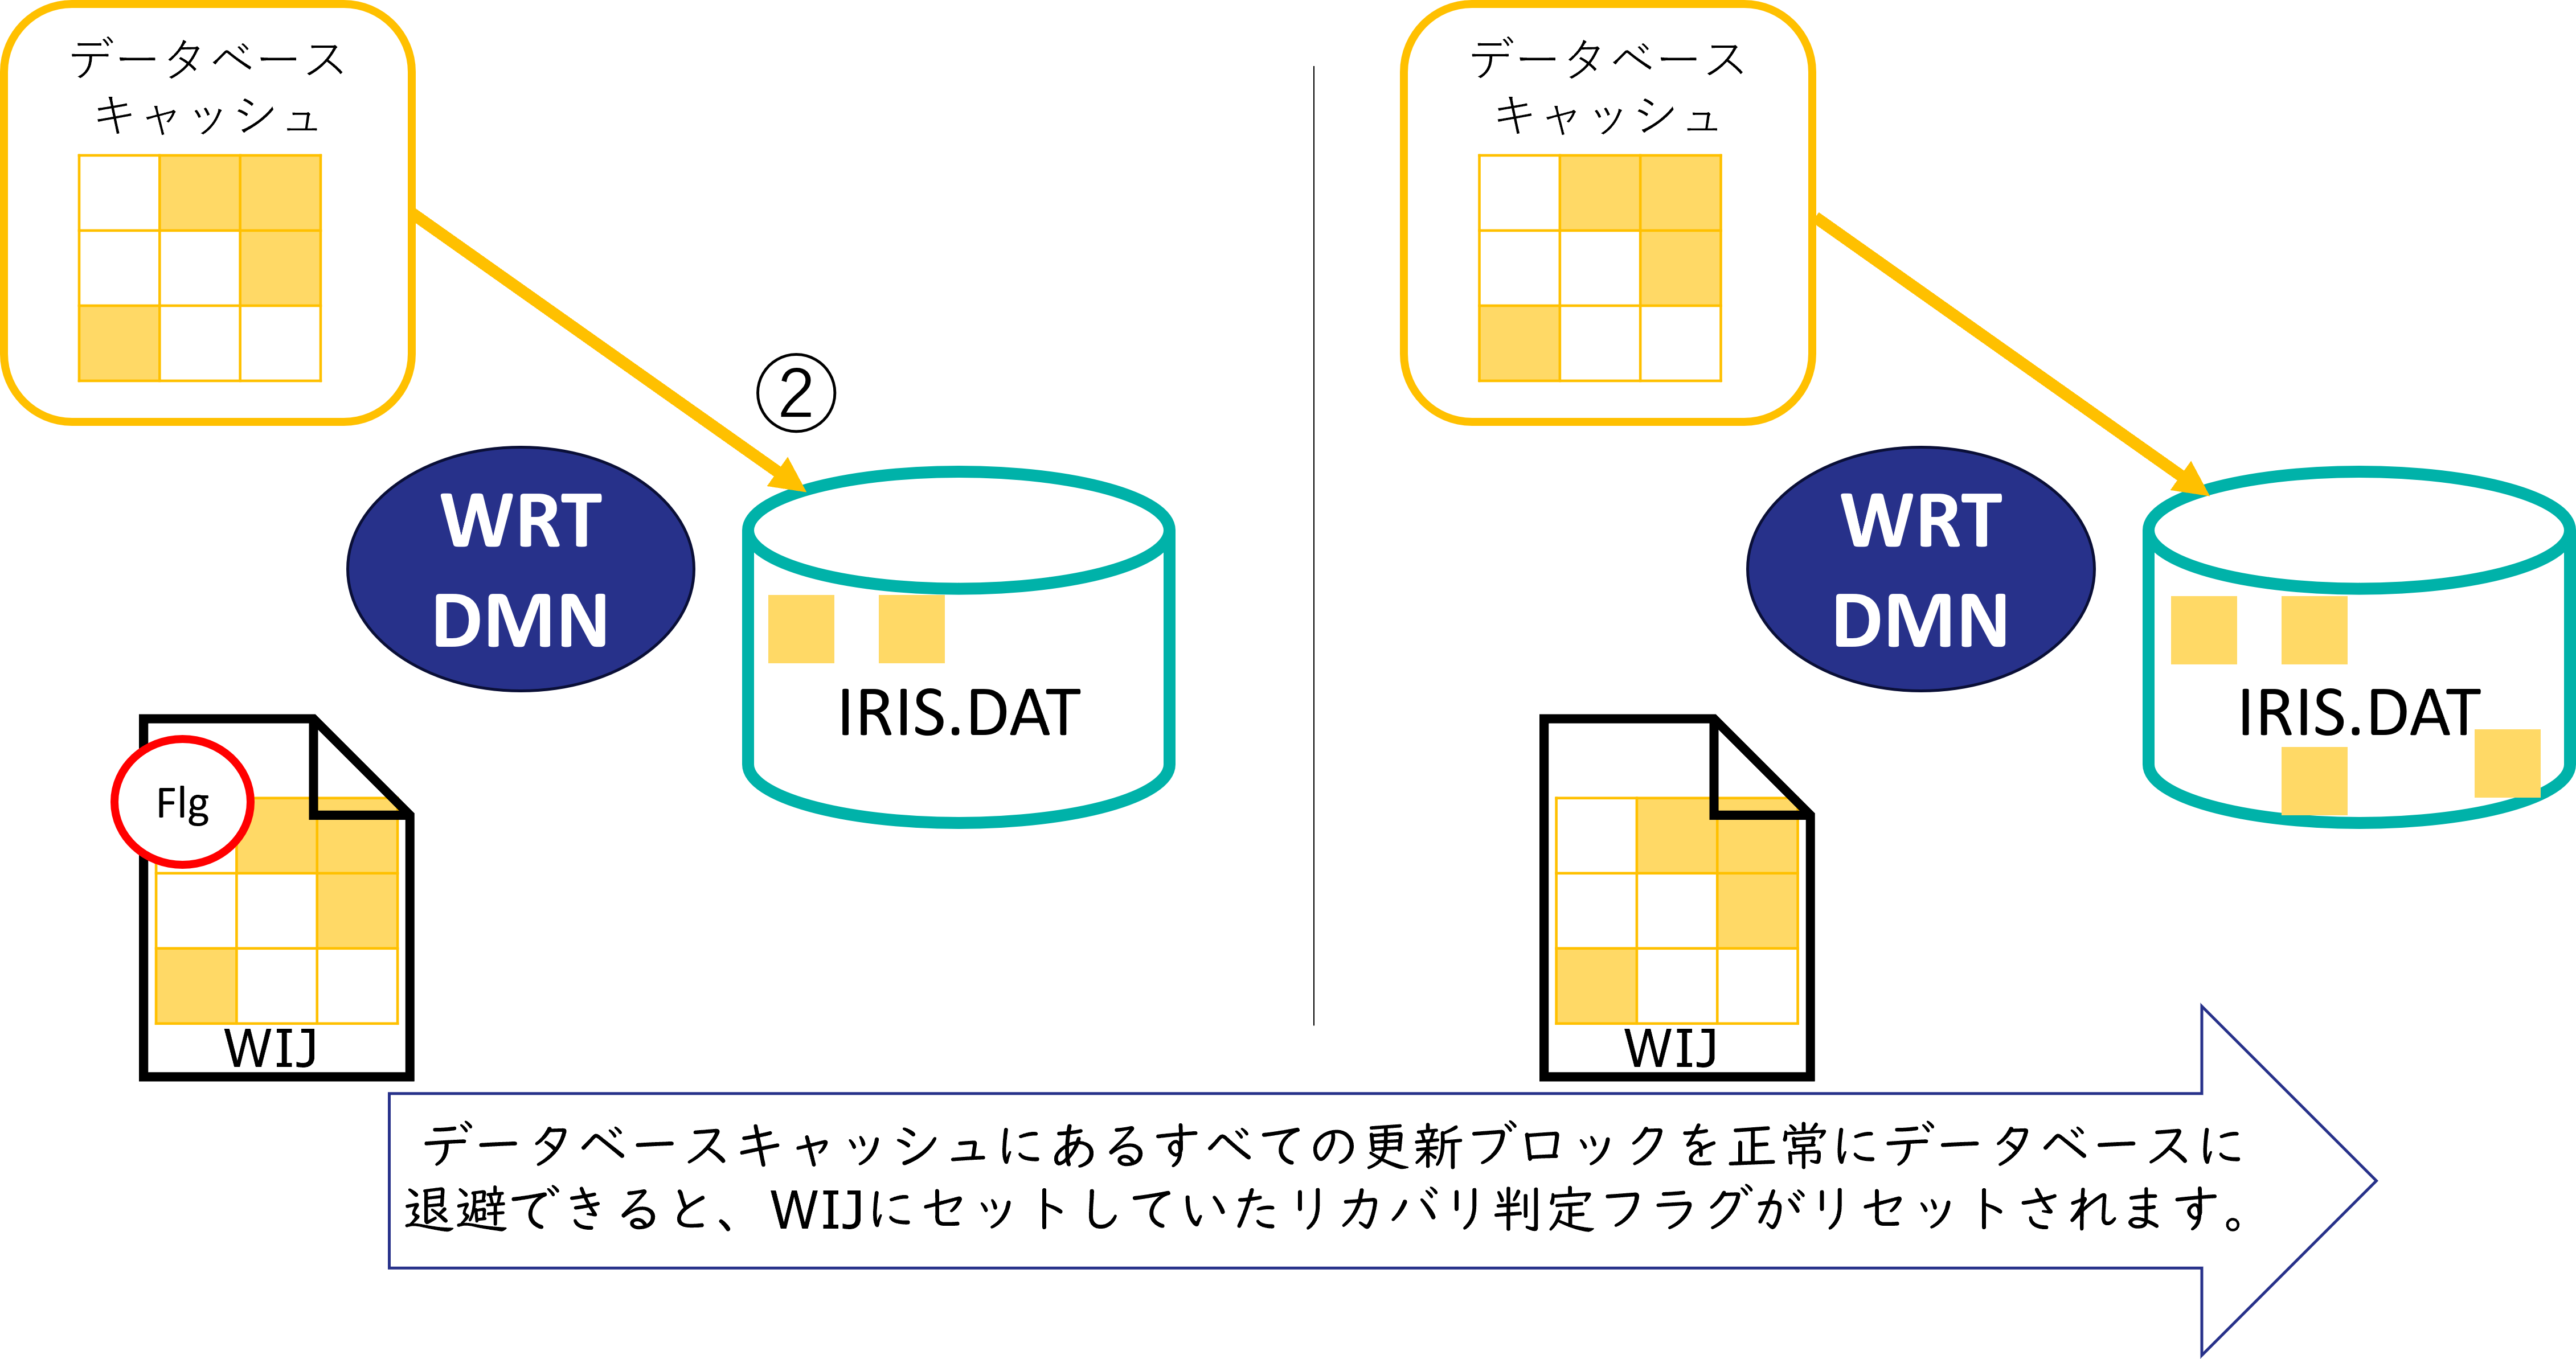 データベース
キャッシュ
②
WRT
DMN
IRIS.DAT
Flg
WIJ
データベース
キャッシュ
WRT
DMN
IRIS.DAT
WIJ
データベースキャッシュにあるすべての更新ブロックを正常にデータベースに
退避できると、WIJにセットしていたリカバリ判定フラグがリセットされます。